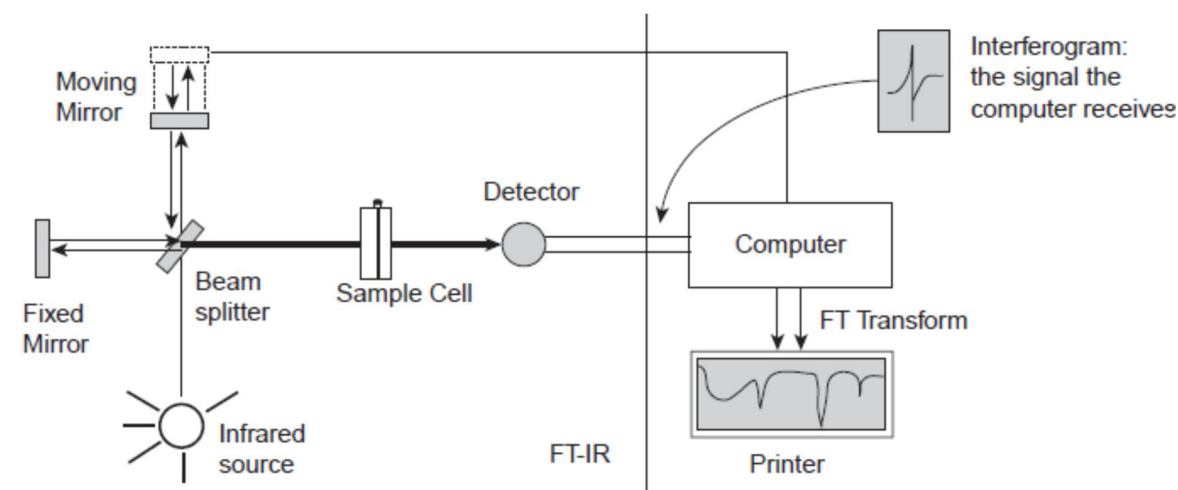 Moving
Mirror
Interferogram:
the signal the
computer receives
Detector
Computer
Beam
splitter
Sample Cell
Fixed
Mirror
FT Transform
Infrared
source
FT-IR
Printer